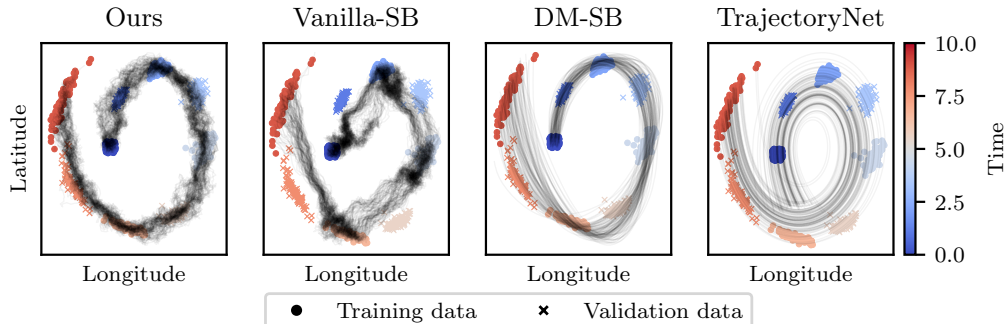 Ours
Vanilla-SB
DM-SB
TrajectoryNet
Latitude
Longitude
Longitude
Longitude
Longitude
10.0
7.5
5.0
2.5
0.0
Time
Training data
Validation data